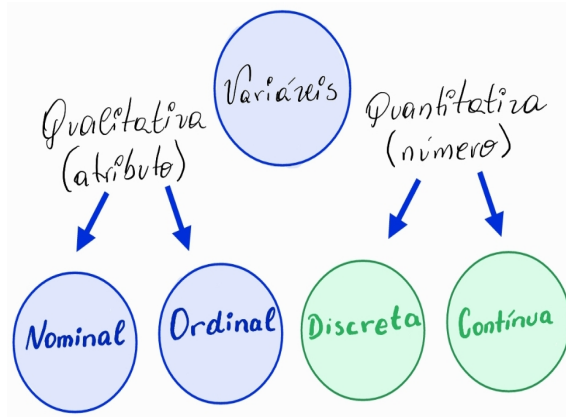 Variáveis
Qualitativa
(atributo)
Quantitativa
(número)
Nominal
Ordinal
Discreta
Contínua